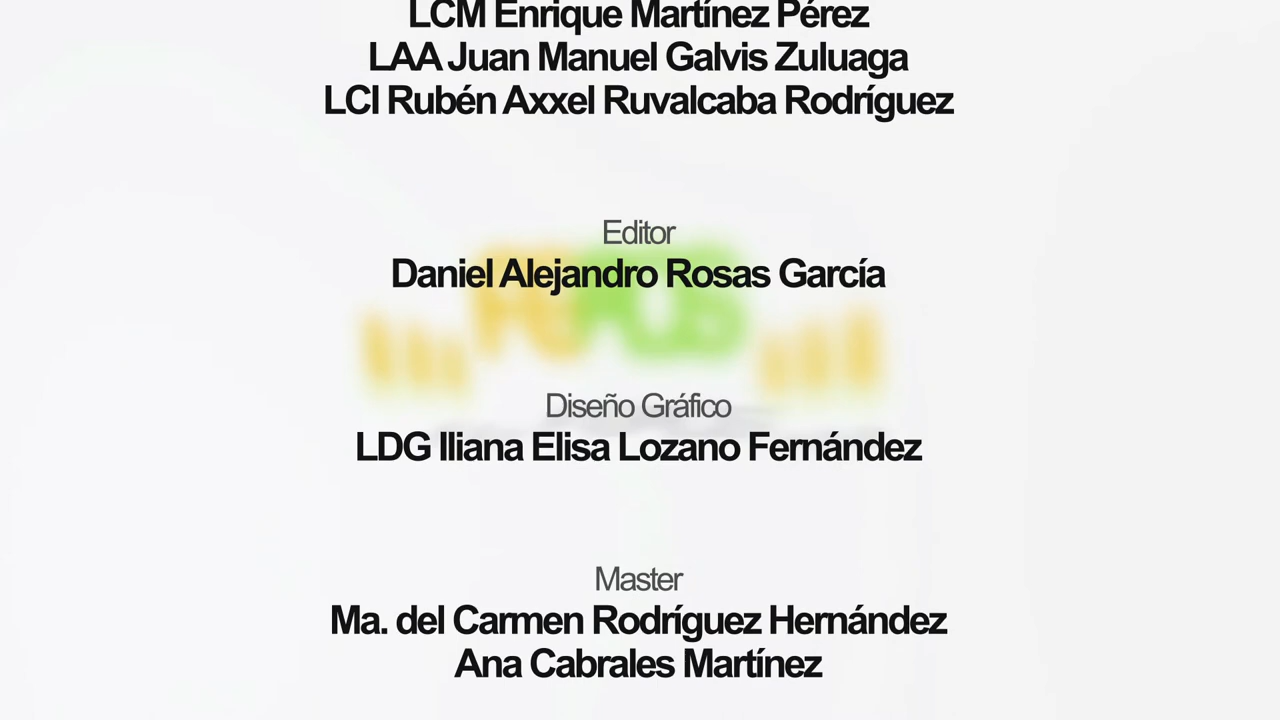 LCM Enrique Martínez Pérez
LAA Juan Manuel Galvis Zuluaga
LCI Rubén Axxel Ruvalcaba Rodríguez
Editor
Daniel Alejandro Rosas García
Diseño Gráfico
LDG Iliana Elisa Lozano Fernández
Master
Ma. del Carmen Rodríguez Hernández
Ana Cabrales Martínez